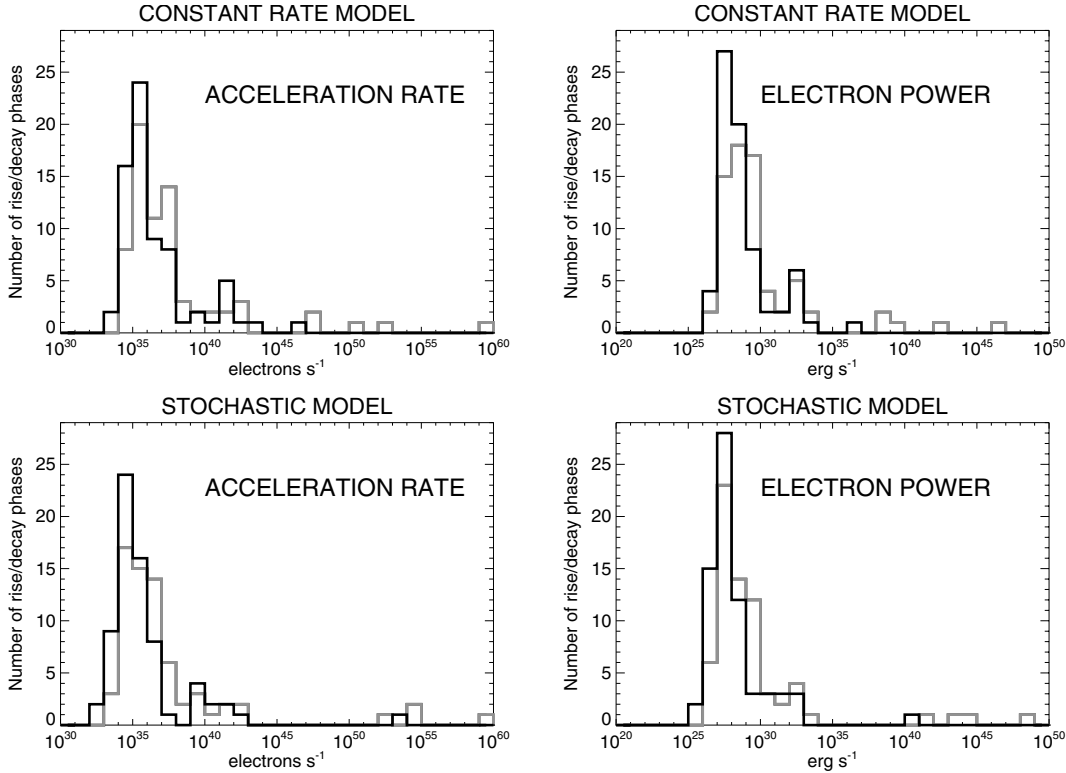 CONSTANT RATE MODEL
ACCELERATION RATE
Number of rise/decay phases
25
20
15
10
5
0
10^30 10^35 10^40 10^45 10^50 10^55 10^60
electrons s^-1
CONSTANT RATE MODEL
ELECTRON POWER
Number of rise/decay phases
25
20
15
10
5
0
10^20 10^25 10^30 10^35 10^40 10^45 10^50
erg s^-1
STOCHASTIC MODEL
ACCELERATION RATE
Number of rise/decay phases
25
20
15
10
5
0
10^30 10^35 10^40 10^45 10^50 10^55 10^60
electrons s^-1
STOCHASTIC MODEL
ELECTRON POWER
Number of rise/decay phases
25
20
15
10
5
0
10^20 10^25 10^30 10^35 10^40 10^45 10^50
erg s^-1